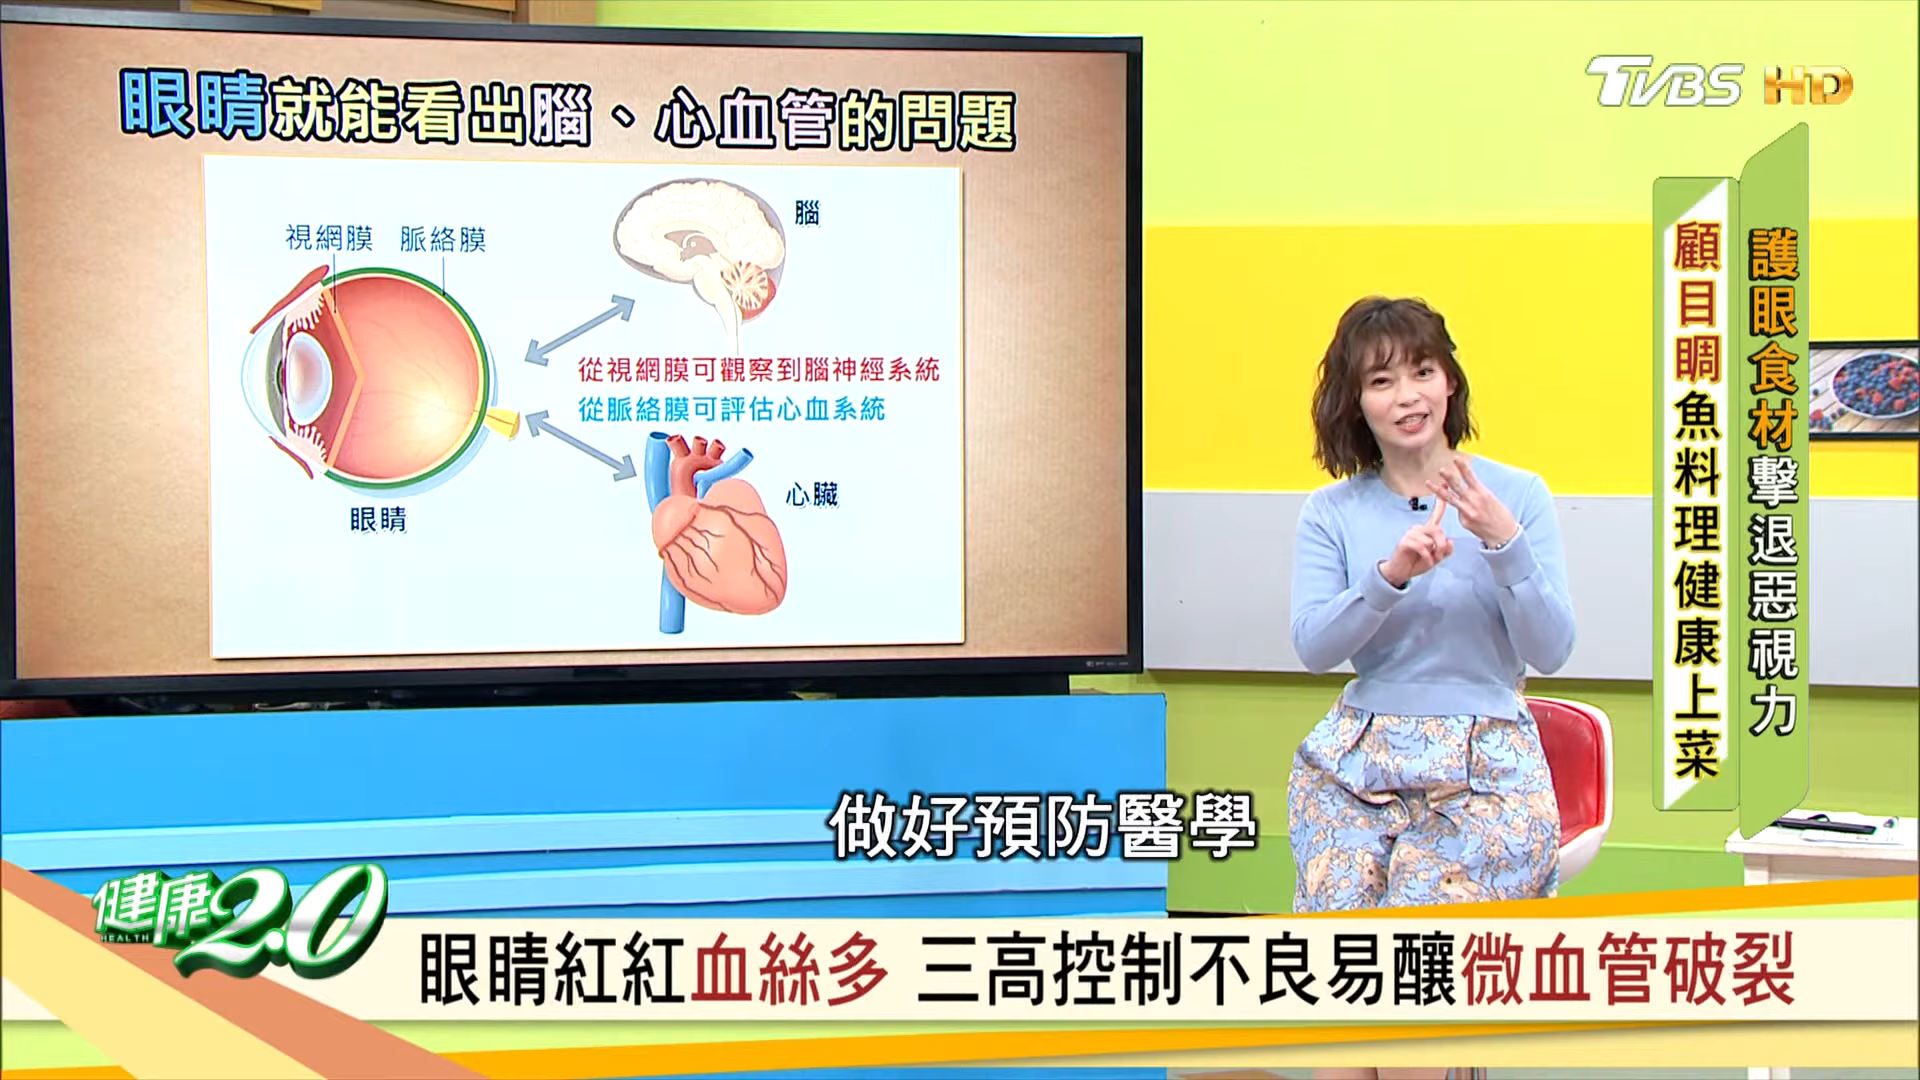 眼睛就能看出腦、心血管的問題
視網膜 脈絡膜
腦
從視網膜可觀察到腦神經系統
從脈絡膜可評估心血系統
心臟
眼睛
TVBS HD
護眼食材擊退惡視力
顧目睭魚料理健康上菜
做好預防醫學
健康2.0
HEALTH
眼睛紅紅血絲多 三高控制不良易釀微血管破裂